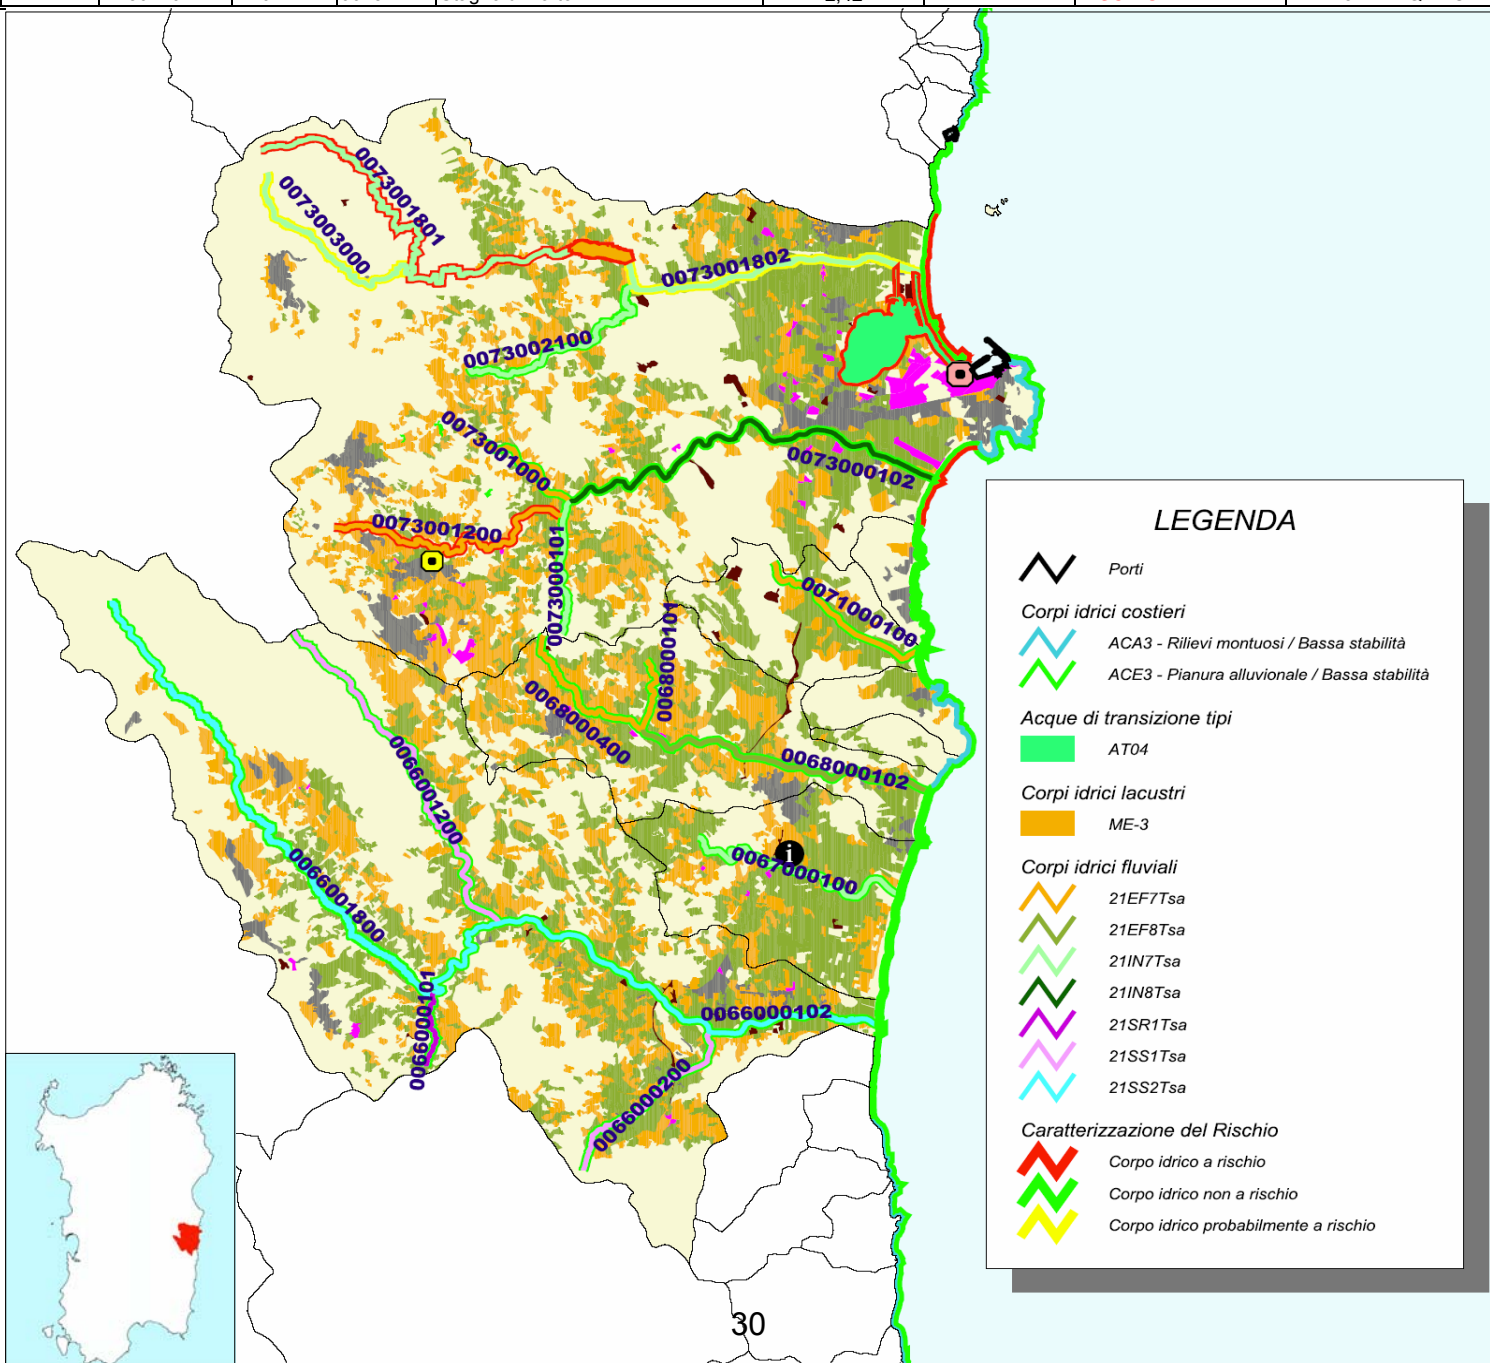 0073001801
0073003000
0073001802
0073002100
0073001000
0073000102
0073001200
0073000101
0071000100
0068000101
0068000400
0068000102
0066001200
0067000100
0066001800
0066000101
0066000102
0066000200
i
LEGENDA
Porti
Corpi idrici costieri
ACA3 - Rilievi montuosi / Bassa stabilità
ACE3 - Pianura alluvionale / Bassa stabilità
Acque di transizione tipi
AT04
Corpi idrici lacustri
ME-3
Corpi idrici fluviali
21EF7Tsa
21EF8Tsa
21IN7Tsa
21IN8Tsa
21SR1Tsa
21SS1Tsa
21SS2Tsa
Caratterizzazione del Rischio
Corpo idrico a rischio
Corpo idrico non a rischio
Corpo idrico probabilmente a rischio
30